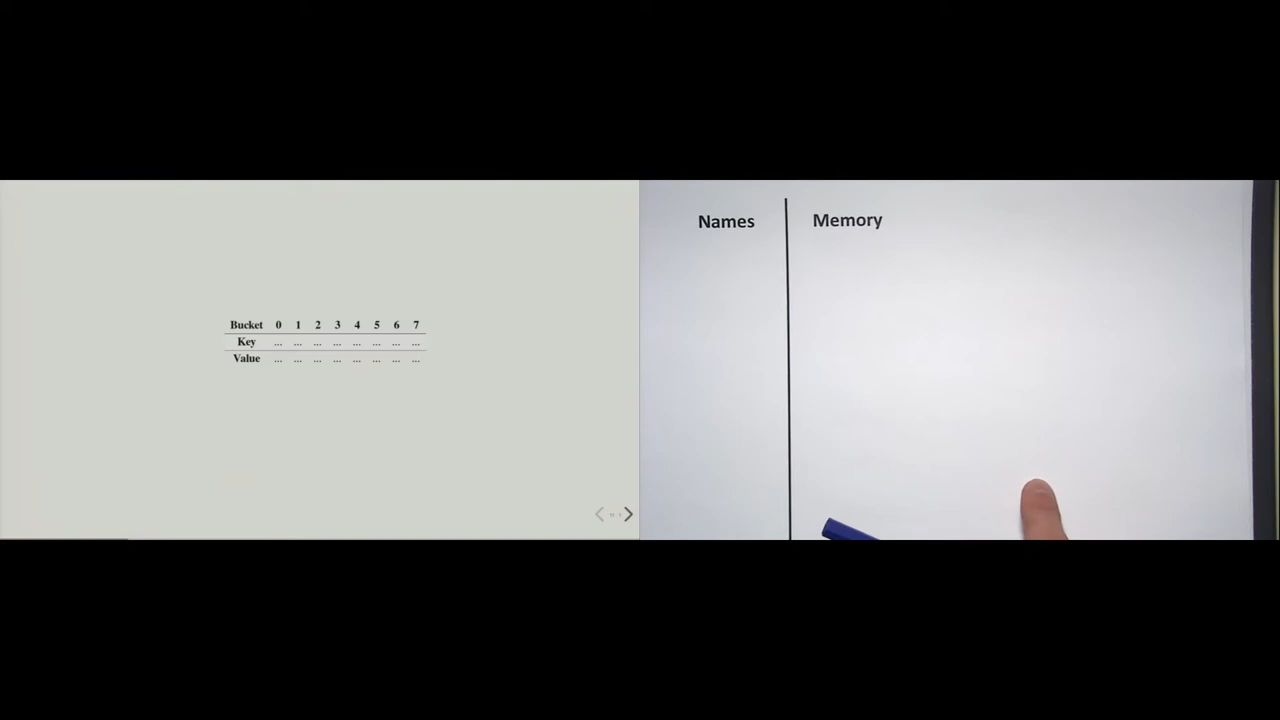 Bucket 0 1 2 3 4 5 6 7
Key ... ... ... ... ... ... ... ...
Value ... ... ... ... ... ... ... ...
Names Memory